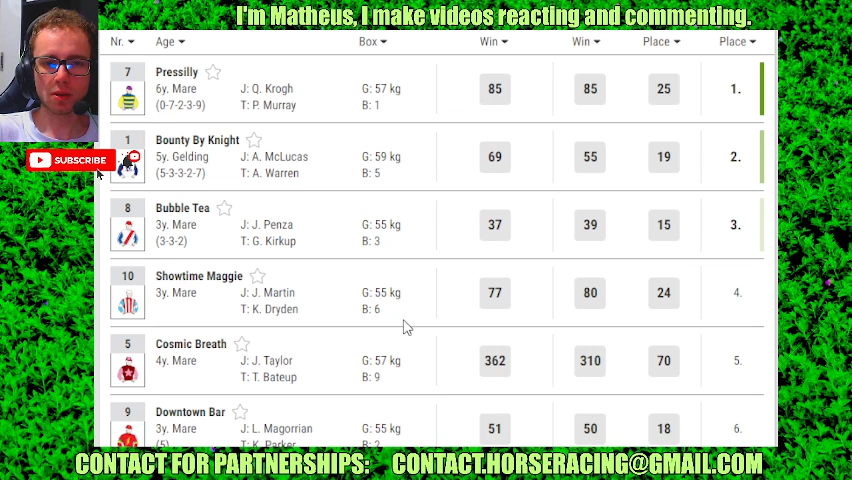 I'm Matheus, I make videos reacting and commenting.
Nr. Age Box Win Win Place Place
7 Pressilly
6y. Mare J: Q. Krogh G: 57 kg 85 85 25 1.
(0-7-2-3-9) T: P. Murray B: 1
1 Bounty By Knight
5y. Gelding J: A. McLucas G: 59 kg 69 55 19 2.
(5-3-3-2-7) T: A. Warren B: 5
SUBSCRIBE
8 Bubble Tea
3y. Mare J: J. Penza G: 55 kg 37 39 15 3.
(3-3-2) T: G. Kirkup B: 3
10 Showtime Maggie
3y. Mare J: J. Martin G: 55 kg 77 80 24 4.
T: K. Dryden B: 6
5 Cosmic Breath
4y. Mare J: J. Taylor G: 57 kg 362 310 70 5.
T: T. Bateup B: 9
9 Downtown Bar
3y. Mare J: L. Magorrian G: 55 kg 51 50 18 6.
(5) T: K. Parker B: 2
CONTACT FOR PARTNERSHIPS: CONTACT.HORSERACING@GMAIL.COM